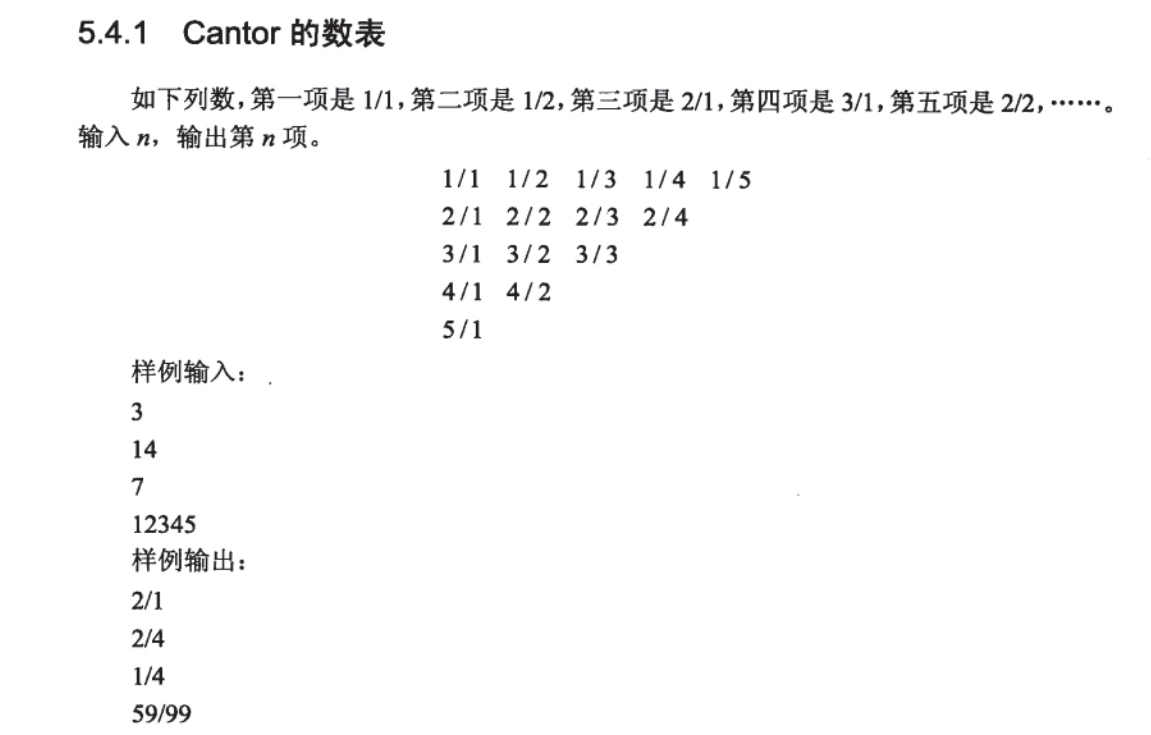 5.4.1 Cantor 的数表
如下列数，第一项是 1/1，第二项是 1/2，第三项是 2/1，第四项是 3/1，第五项是 2/2，……。
输入 n，输出第 n 项。
1/1 1/2 1/3 1/4 1/5
2/1 2/2 2/3 2/4
3/1 3/2 3/3
4/1 4/2
5/1
样例输入：
3
14
7
12345
样例输出：
2/1
2/4
1/4
59/99